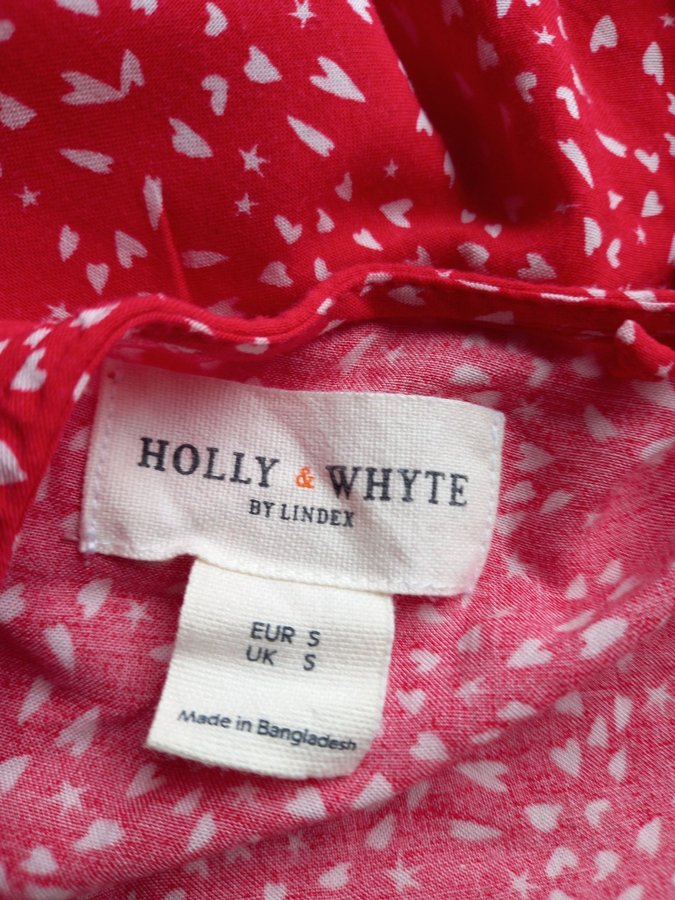 HOLLY & WHYTE
BY LINDEX
EUR S
UK S
Made in Bangladesh